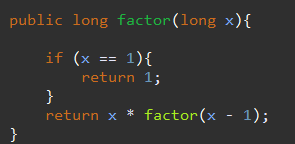 public long factor(long x){
if (x == 1){
return 1;
}
return x * factor(x - 1);
}